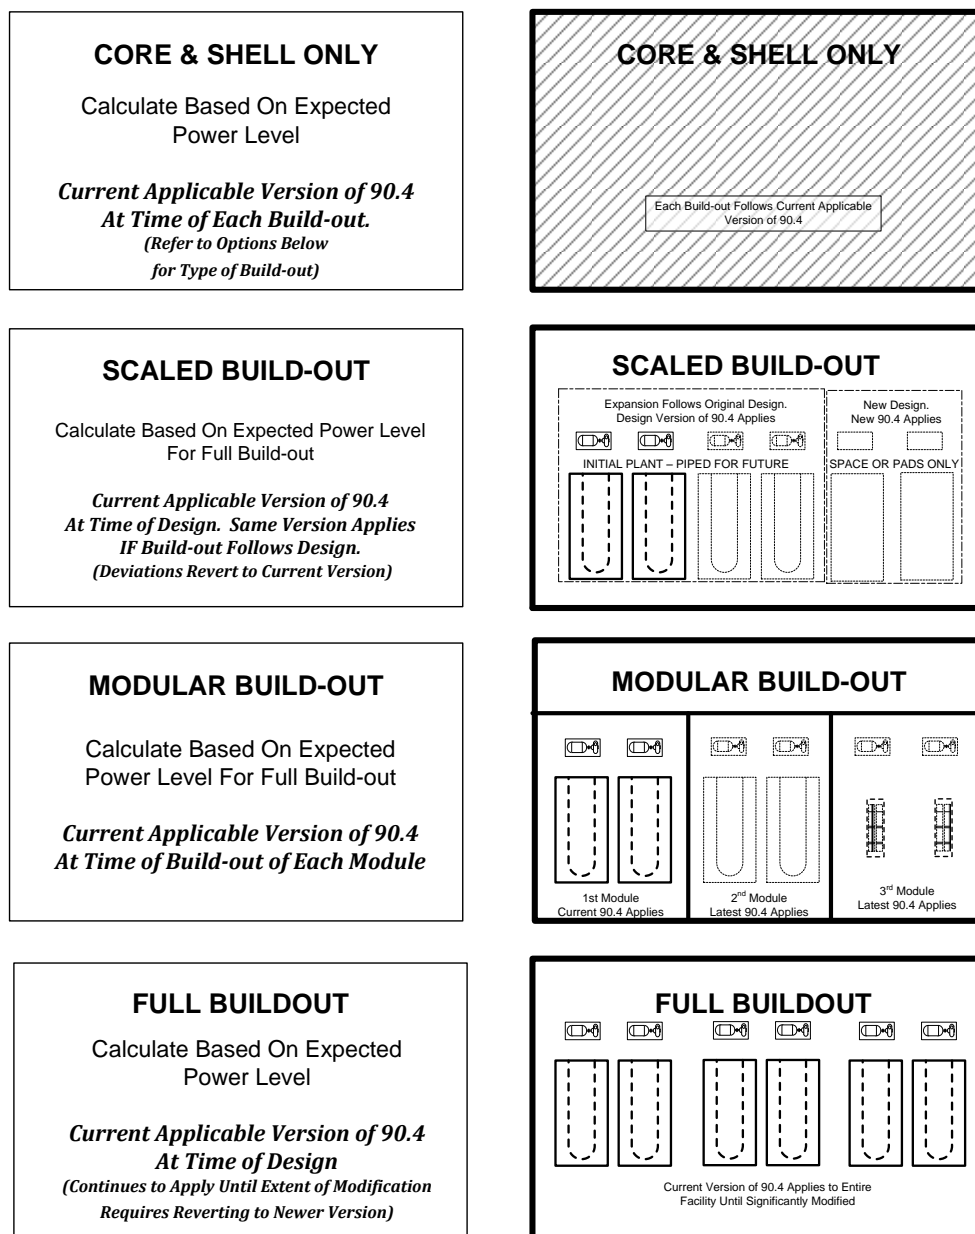 CORE & SHELL ONLY
Calculate Based On Expected
Power Level
Current Applicable Version of 90.4
At Time of Each Build-out.
(Refer to Options Below
for Type of Build-out)
CORE & SHELL ONLY
Each Build-out Follows Current Applicable
Version of 90.4
SCALED BUILD-OUT
Calculate Based On Expected Power Level
For Full Build-out
Current Applicable Version of 90.4
At Time of Design. Same Version Applies
IF Build-out Follows Design.
(Deviations Revert to Current Version)
SCALED BUILD-OUT
Expansion Follows Original Design.
Design Version of 90.4 Applies
New Design.
New 90.4 Applies
INITIAL PLANT – PIPED FOR FUTURE
SPACE OR PADS ONLY
MODULAR BUILD-OUT
Calculate Based On Expected
Power Level For Full Build-out
Current Applicable Version of 90.4
At Time of Build-out of Each Module
MODULAR BUILD-OUT
1st Module
Current 90.4 Applies
2nd Module
Latest 90.4 Applies
3rd Module
Latest 90.4 Applies
FULL BUILDOUT
Calculate Based On Expected
Power Level
Current Applicable Version of 90.4
At Time of Design
(Continues to Apply Until Extent of Modification
Requires Reverting to Newer Version)
FULL BUILDOUT
Current Version of 90.4 Applies to Entire
Facility Until Significantly Modified